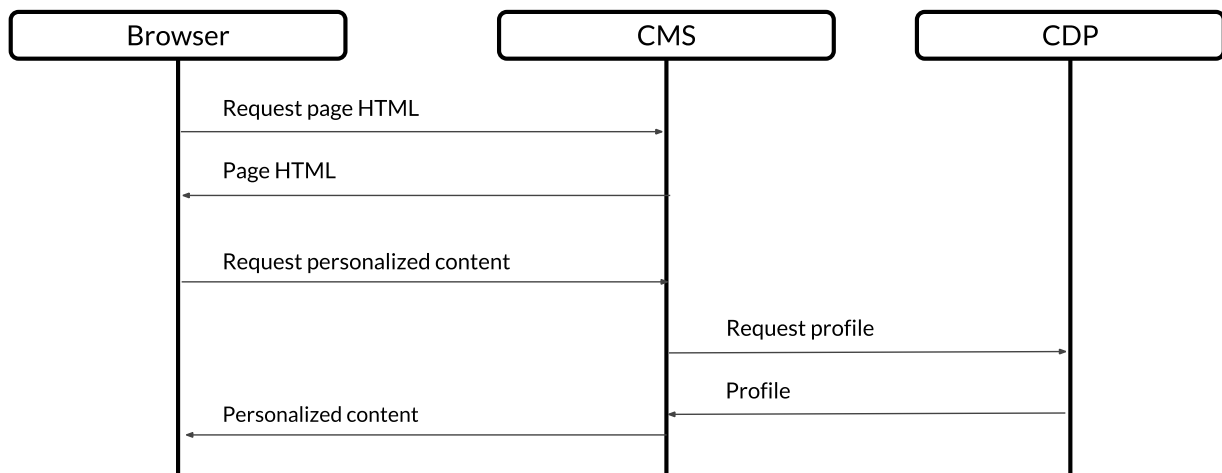 Browser
CMS
CDP
Request page HTML
Page HTML
Request personalized content
Request profile
Profile
Personalized content